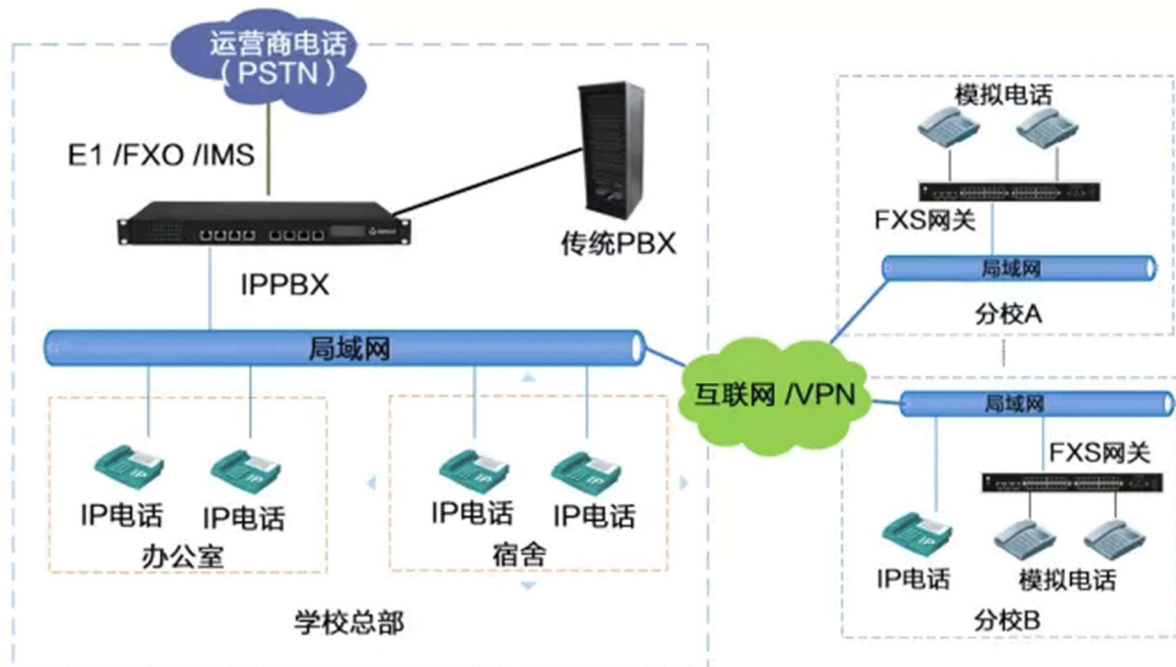 运营商电话
（PSTN）
E1 /FXO /IMS
传统PBX
IPPBX
局域网
IP电话
IP电话
办公室
IP电话
IP电话
宿舍
学校总部
互联网 /VPN
模拟电话
FXS网关
局域网
分校A
局域网
FXS网关
IP电话
模拟电话
分校B